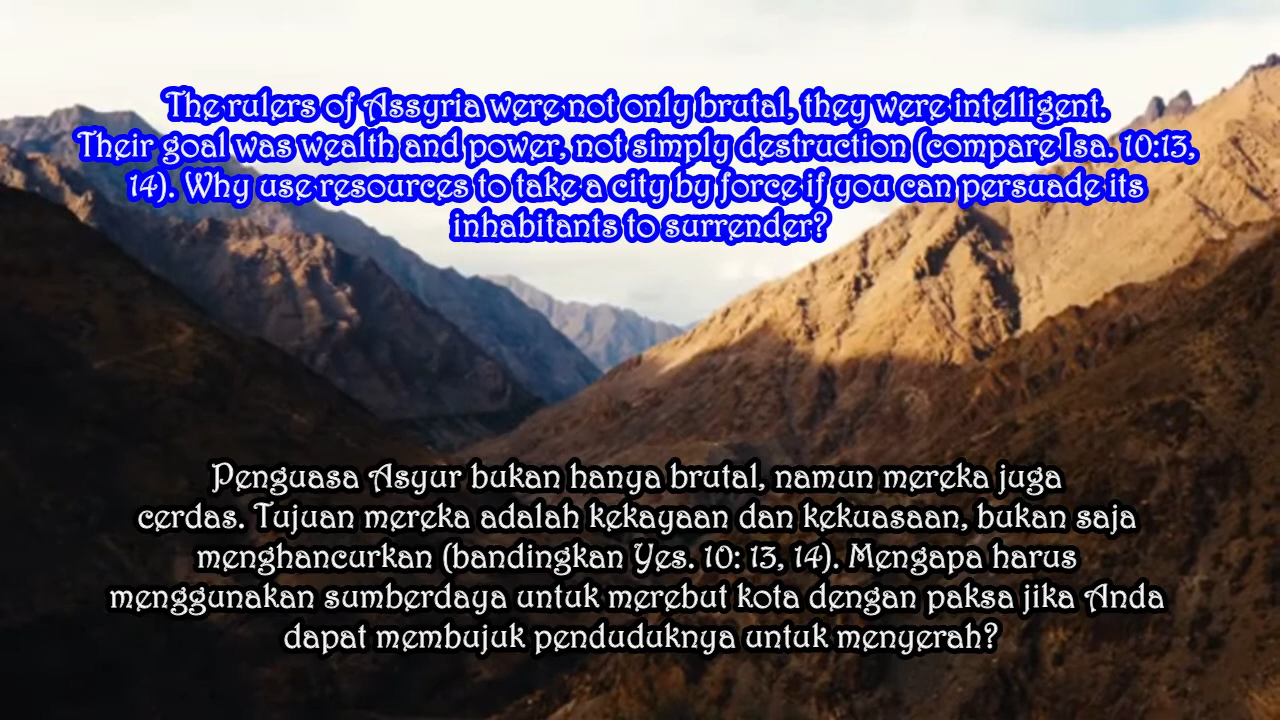 The rulers of Assyria were not only brutal, they were intelligent.
Their goal was wealth and power, not simply destruction (compare Isa. 10:13,
14). Why use resources to take a city by force if you can persuade its
inhabitants to surrender?
Penguasa Asyur bukan hanya brutal, namun mereka juga
cerdas. Tujuan mereka adalah kekayaan dan kekuasaan, bukan saja
menghancurkan (bandingkan Yes. 10: 13, 14). Mengapa harus
menggunakan sumberdaya untuk merebut kota dengan paksa jika Anda
dapat membujuk penduduknya untuk menyerah?